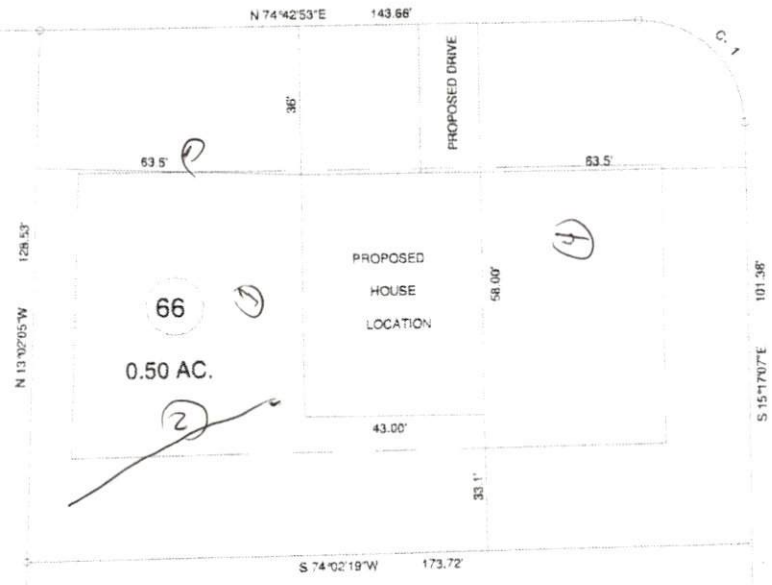 N 74°42'53"E 143.66'
C. 1
36'
PROPOSED DRIVE
63.5'
1
63.5'
N 13°02'05"W 128.53'
PROPOSED
HOUSE
LOCATION
58.00'
4
66
3
0.50 AC.
2
43.00'
S 15°17'07"E 101.38'
33.1'
S 74°02'19"W 173.72'